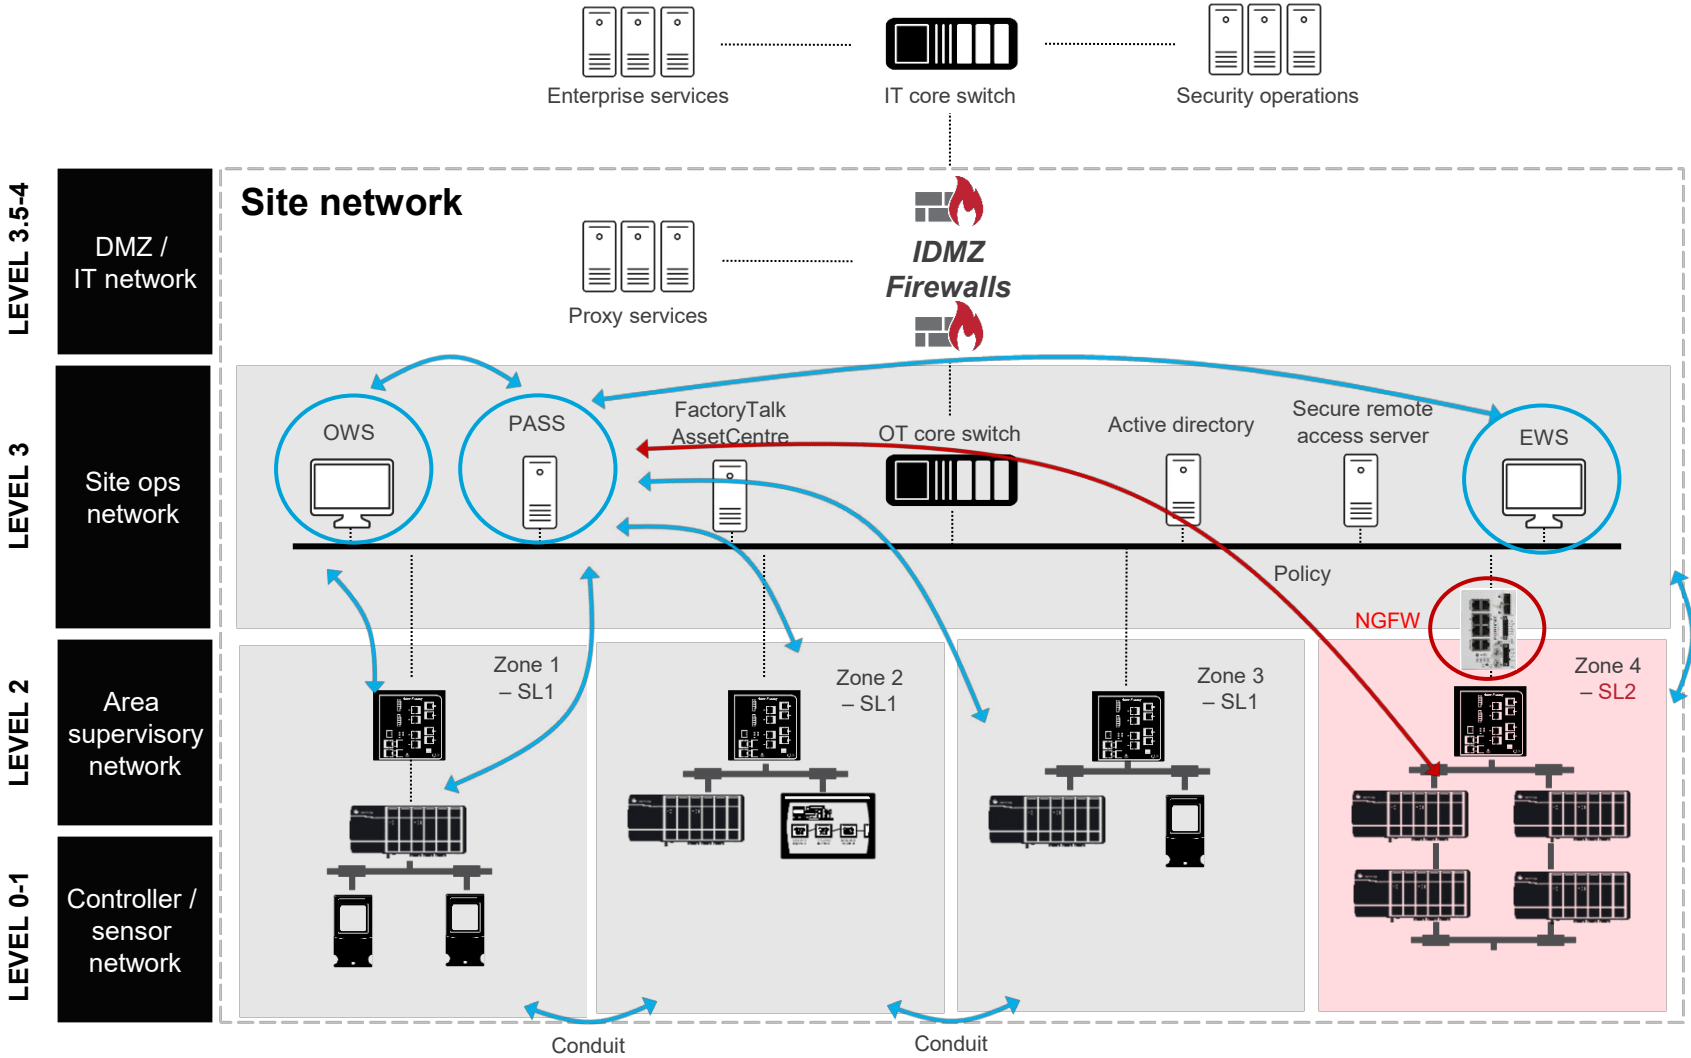 Enterprise services
IT core switch
Security operations
LEVEL 3.5-4
DMZ /
IT network
Site network
IDMZ
Firewalls
Proxy services
LEVEL 3
Site ops
network
OWS
PASS
FactoryTalk
AssetCentre
OT core switch
Active directory
Secure remote
access server
EWS
Policy
NGFW
LEVEL 2
Area
supervisory
network
Zone 1
– SL1
Zone 2
– SL1
Zone 3
– SL1
Zone 4
– SL2
LEVEL 0-1
Controller /
sensor
network
Conduit
Conduit